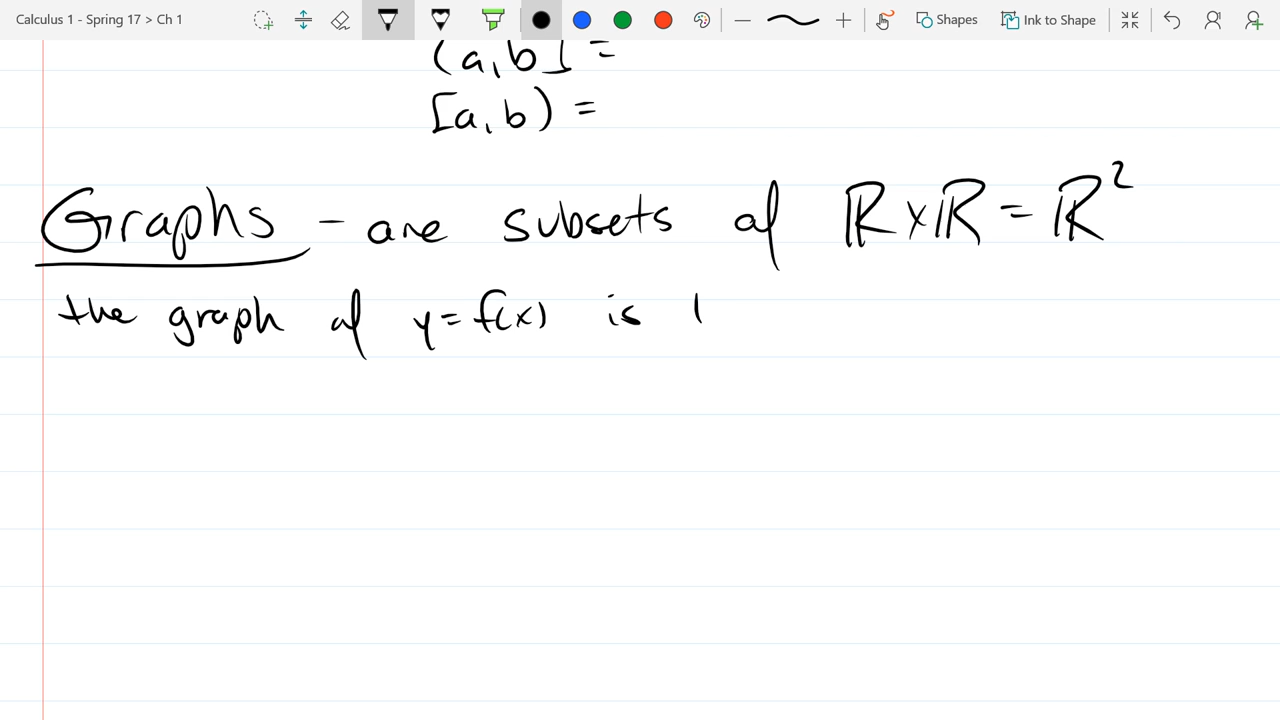 Calculus 1 - Spring 17 > Ch 1 Shapes Ink to Shape
(a,b] =
[a,b) =
Graphs - are subsets of ℝ×ℝ = ℝ²
the graph of y = f(x) is